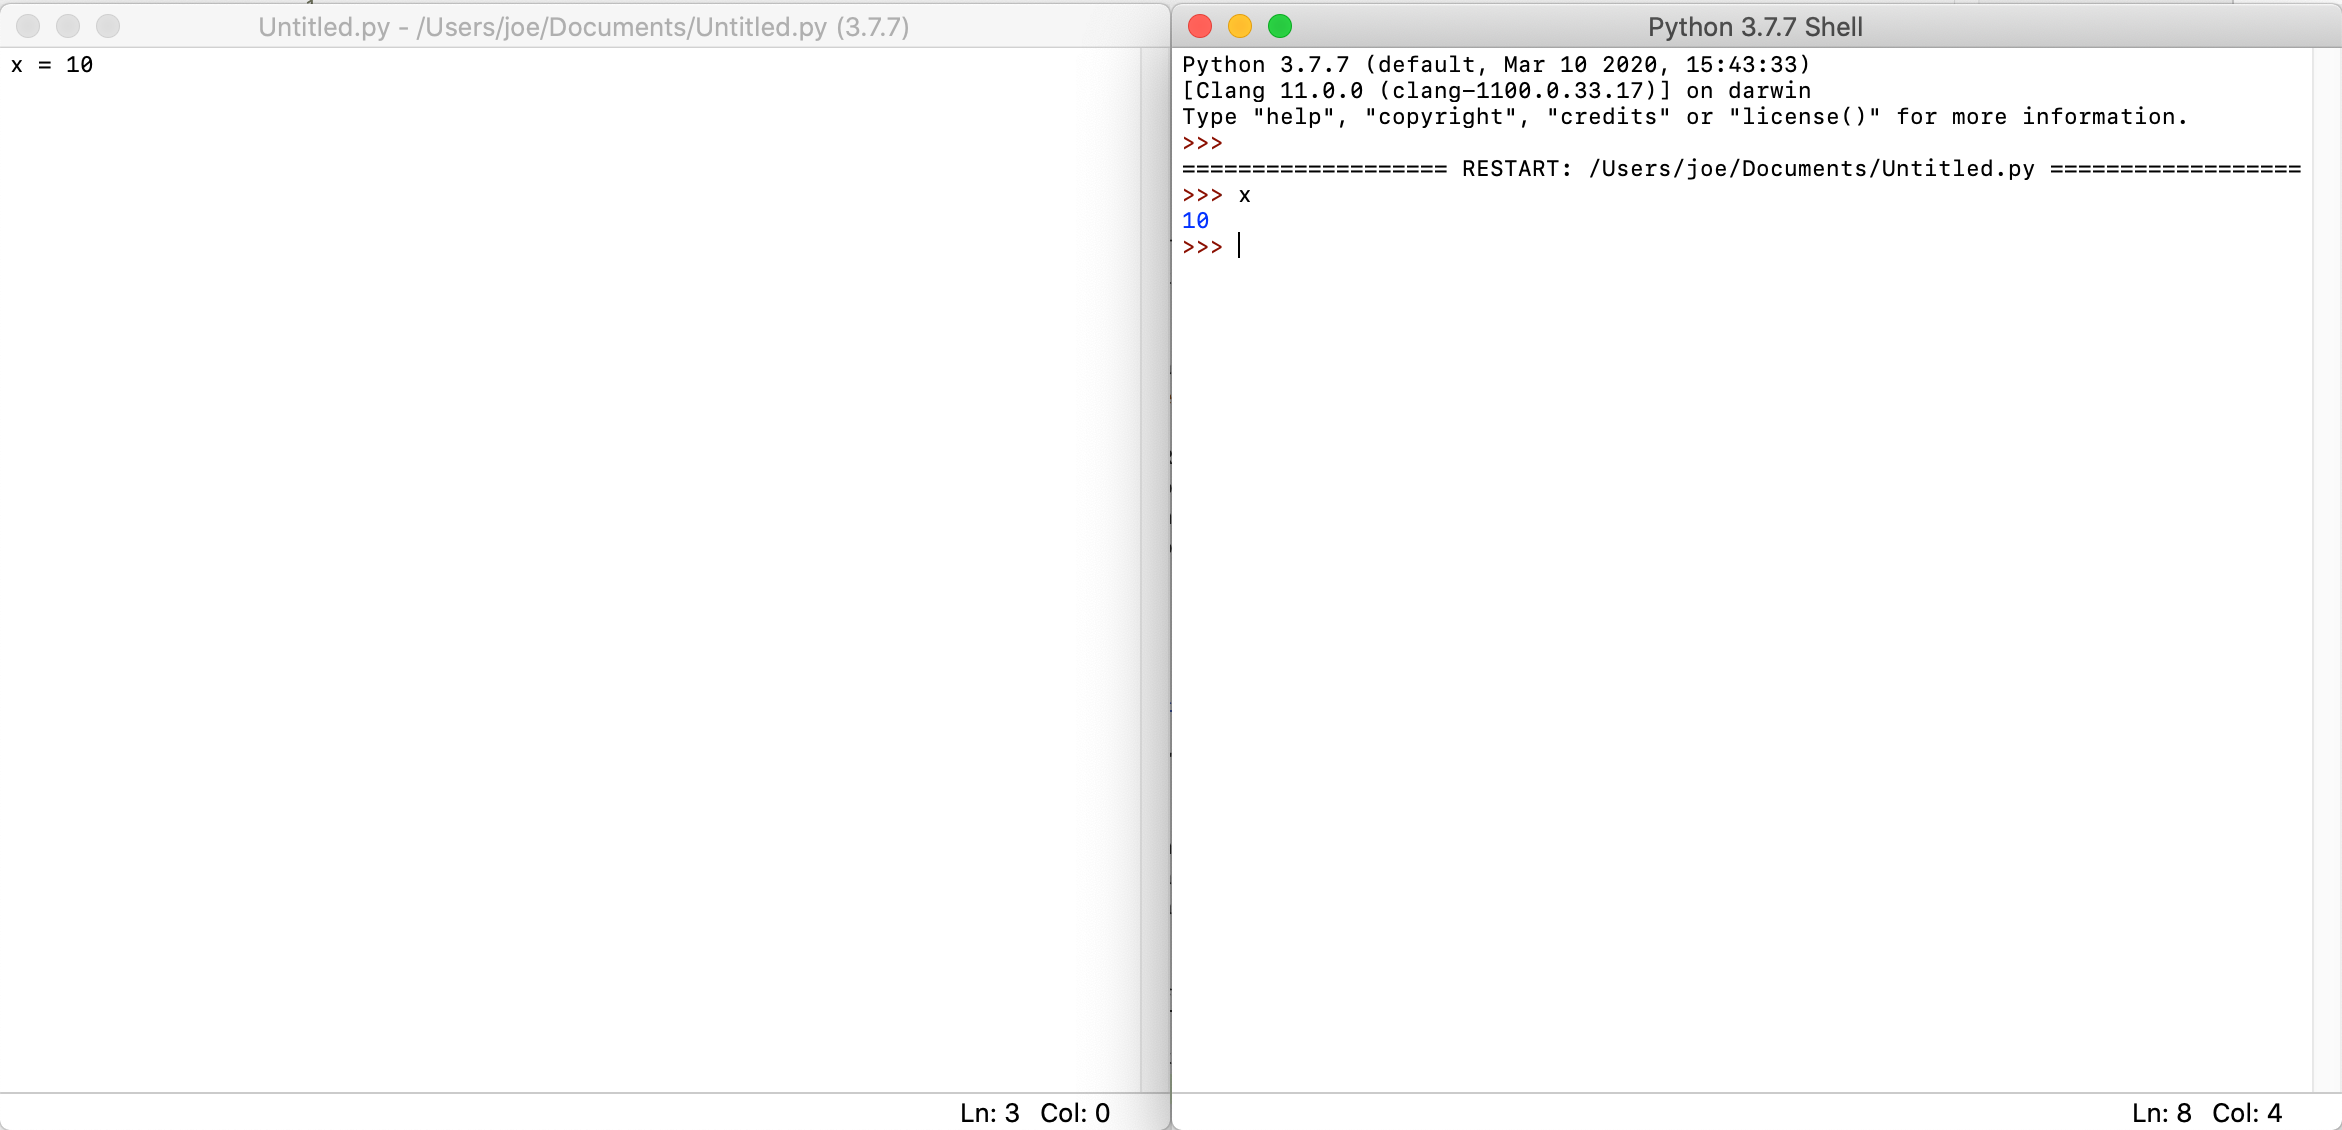 Untitled.py - /Users/joe/Documents/Untitled.py (3.7.7)
x = 10
Ln: 3 Col: 0
Python 3.7.7 Shell
Python 3.7.7 (default, Mar 10 2020, 15:43:33)
[Clang 11.0.0 (clang-1100.0.33.17)] on darwin
Type "help", "copyright", "credits" or "license()" for more information.
>>>
=================== RESTART: /Users/joe/Documents/Untitled.py ==================
>>> x
10
>>>
Ln: 8 Col: 4